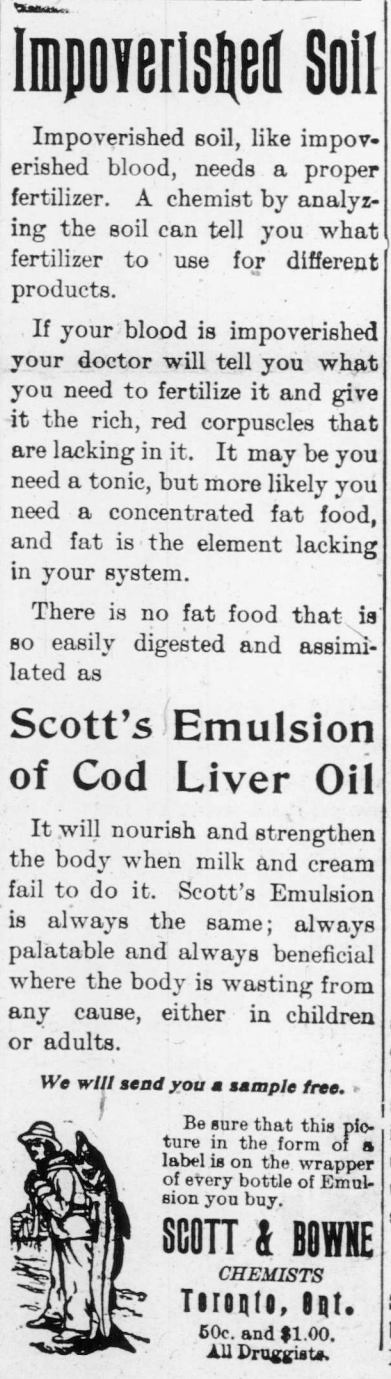 Impoverished Soil
Impoverished soil, like impov-
erished blood, needs a proper
fertilizer. A chemist by analyz-
ing the soil can tell you what
fertilizer to use for different
products.
If your blood is impoverished
your doctor will tell you what
you need to fertilize it and give
it the rich, red corpuscles that
are lacking in it. It may be you
need a tonic, but more likely you
need a concentrated fat food,
and fat is the element lacking
in your system.
There is no fat food that is
so easily digested and assimi-
lated as
Scott's Emulsion
of Cod Liver Oil
It will nourish and strengthen
the body when milk and cream
fail to do it. Scott's Emulsion
is always the same; always
palatable and always beneficial
where the body is wasting from
any cause, either in children
or adults.
We will send you a sample free.
Be sure that this pic-
ture in the form of a
label is on the wrapper
of every bottle of Emul-
sion you buy.
SCOTT & BOWNE
CHEMISTS
Toronto, Ont.
50c. and $1.00.
All Druggists.